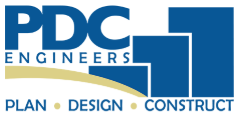 PDC
ENGINEERS
PLAN • DESIGN • CONSTRUCT